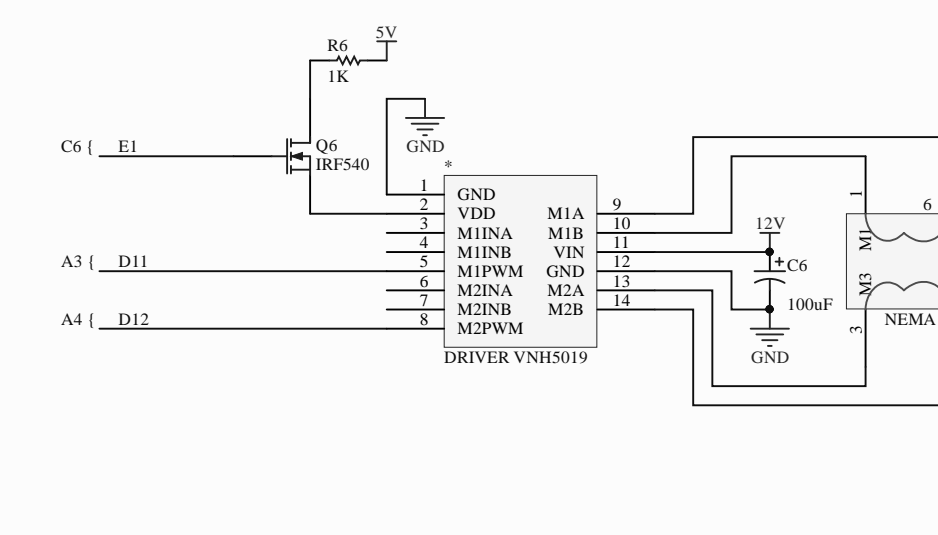 5V
R6
1K
C6 { E1
Q6
IRF540
GND
*
1 GND
2 VDD M1A 9
3 M1INA M1B 10
4 M1INB VIN 11
A3 { D11 5 M1PWM GND 12
6 M2INA M2A 13
7 M2INB M2B 14
A4 { D12 8 M2PWM
DRIVER VNH5019
12V
+ C6
100uF
GND
1
6
M1
M3
3
NEMA